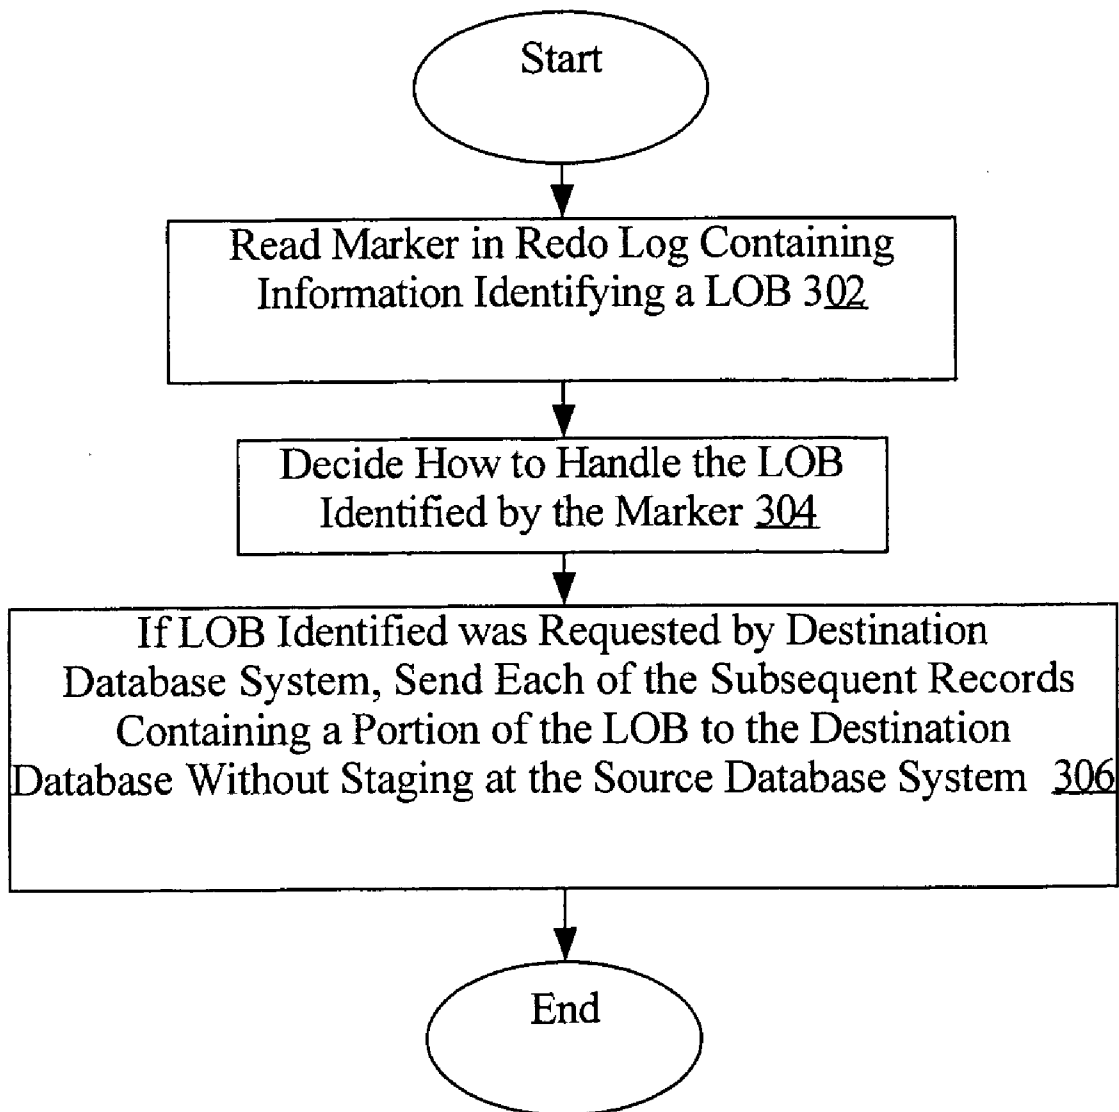 Start
Read Marker in Redo Log Containing
Information Identifying a LOB 302
Decide How to Handle the LOB
Identified by the Marker 304
If LOB Identified was Requested by Destination
Database System, Send Each of the Subsequent Records
Containing a Portion of the LOB to the Destination
Database Without Staging at the Source Database System 306
End